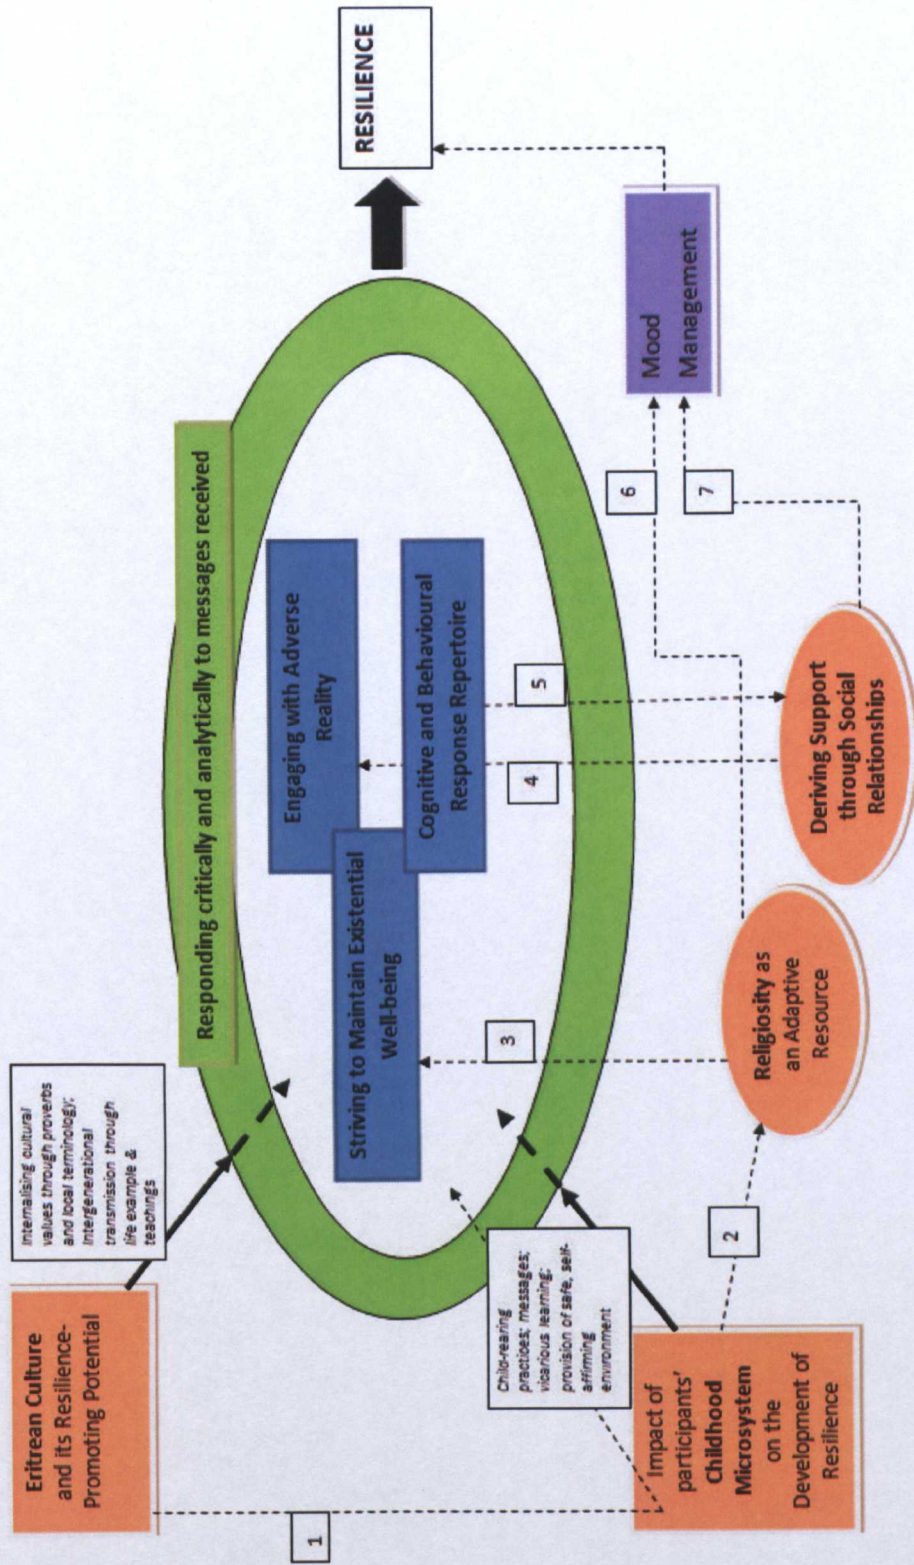 Eritrean Culture
and its Resilience-
Promoting Potential
Internalising cultural
values through proverbs
and local terminology;
Intergenerational
transmission through
life example &
teachings
Responding critically and analytically to messages received
RESILIENCE
Engaging with Adverse
Reality
Striving to Maintain Existential
Well-being
Cognitive and Behavioural
Response Repertoire
1
Child-rearing
practices; messages;
vicarious learning;
provision of safe, self-
affirming
environment
3
4
5
6
7
Mood
Management
Impact of
participants'
Childhood
Microsystem
on the
Development of
Resilience
2
Religiosity as
an Adaptive
Resource
Deriving Support
through Social
Relationships